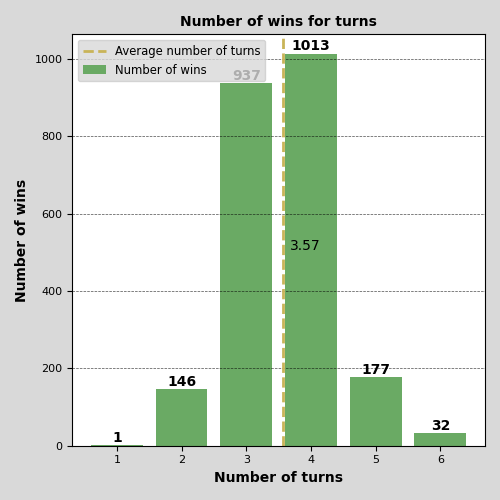 Number of wins for turns
Average number of turns
Number of wins
1013
937
1000
800
600
3.57
400
200
177
146
32
1
0
1 2 3 4 5 6
Number of wins
Number of turns